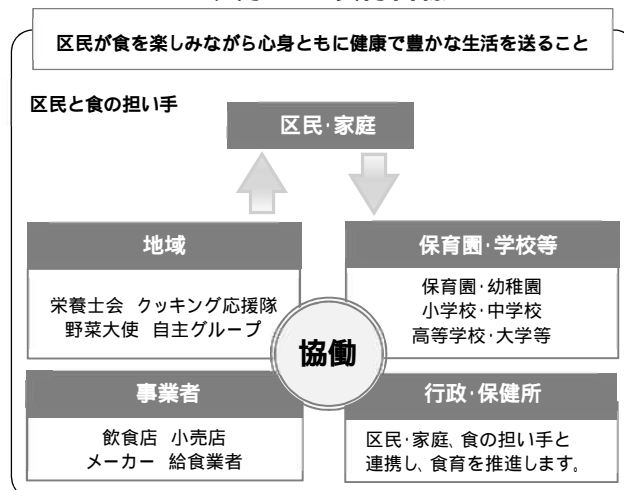 区民が食を楽しみながら心身ともに健康で豊かな生活を送ること
区民と食の担い手
区民・家庭
地域
栄養士会 クッキング応援隊
野菜大使 自主グループ
保育園・学校等
保育園・幼稚園
小学校・中学校
高等学校・大学等
協働
事業者
飲食店 小売店
メーカー 給食業者
行政・保健所
区民・家庭、食の担い手と
連携し、食育を推進します。